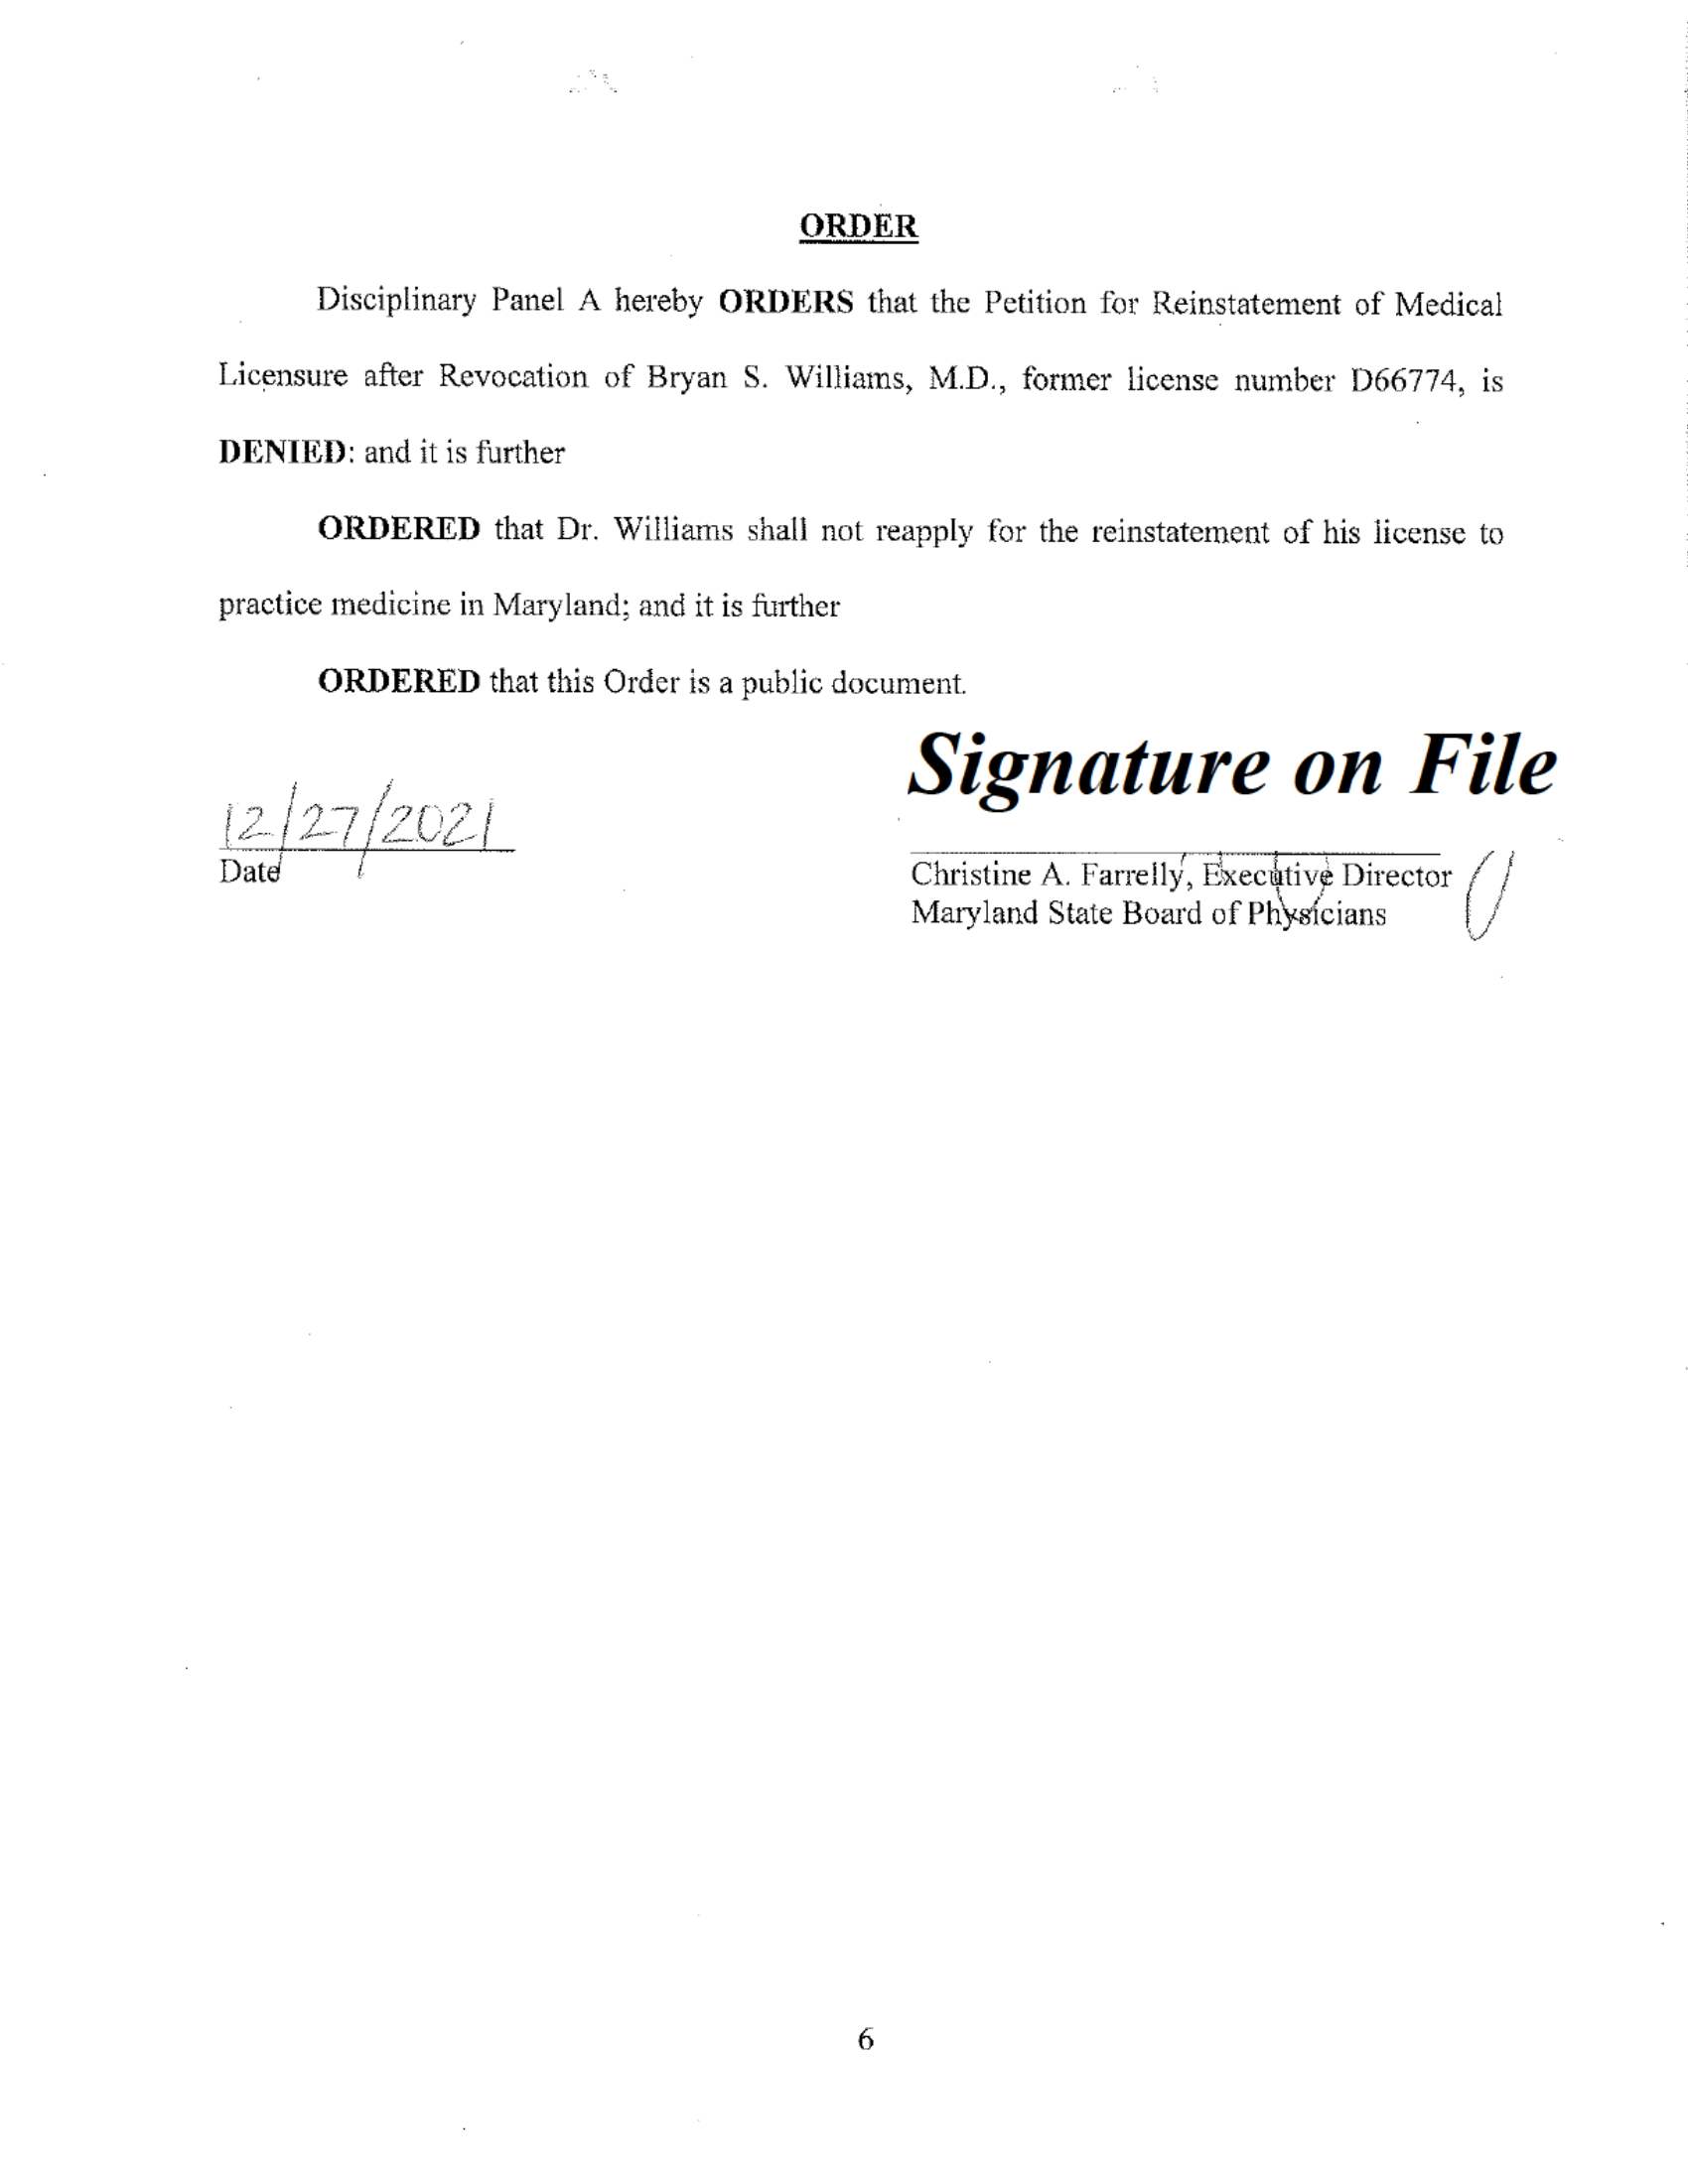 ORDER
Disciplinary Panel A hereby ORDERS that the Petition for Reinstatement of Medical
Licensure after Revocation of Bryan S. Williams, M.D., former license number D66774, is
DENIED: and it is further
ORDERED that Dr. Williams shall not reapply for the reinstatement of his license to
practice medicine in Maryland; and it is further
ORDERED that this Order is a public document.
Signature on File
12/27/2021
Date
Christine A. Farrelly, Executive Director
Maryland State Board of Physicians
6